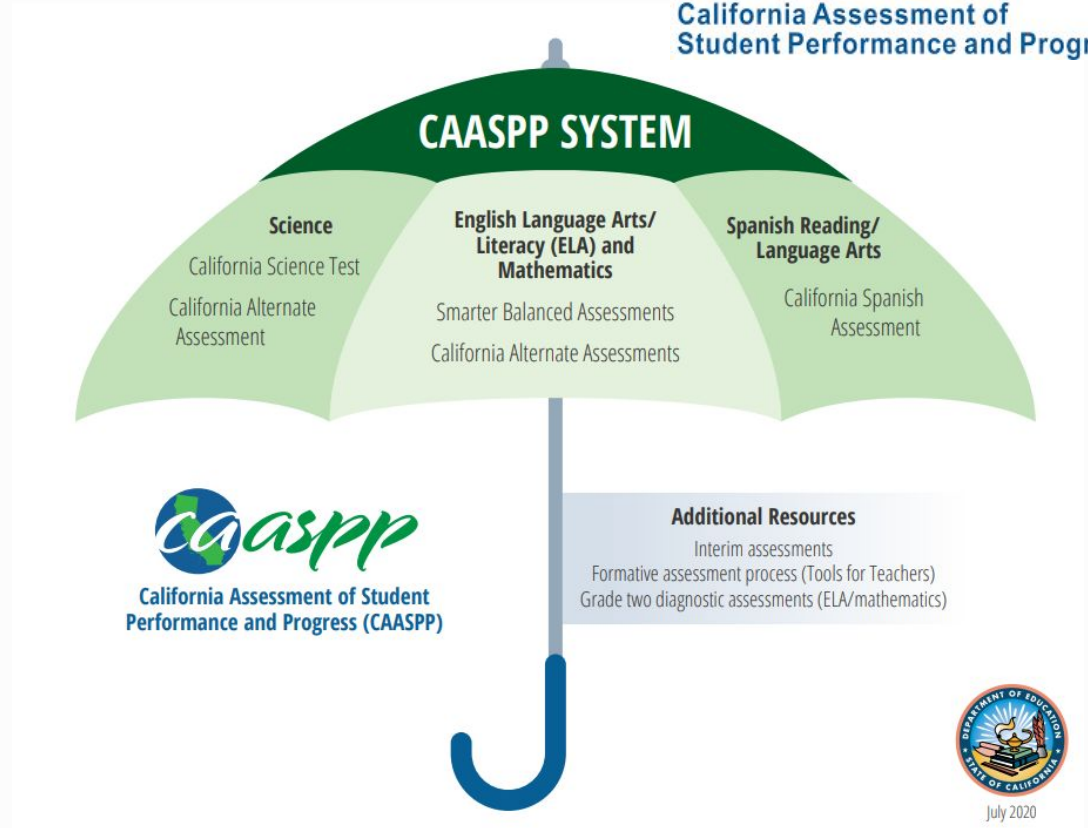 California Assessment of
Student Performance and Progr
CAASPP SYSTEM
Science
California Science Test
California Alternate
Assessment
English Language Arts/
Literacy (ELA) and
Mathematics
Smarter Balanced Assessments
California Alternate Assessments
Spanish Reading/
Language Arts
California Spanish
Assessment
caaspp
California Assessment of Student
Performance and Progress (CAASPP)
Additional Resources
Interim assessments
Formative assessment process (Tools for Teachers)
Grade two diagnostic assessments (ELA/mathematics)
DEPARTMENT OF EDUCATION
STATE OF CALIFORNIA
July 2020